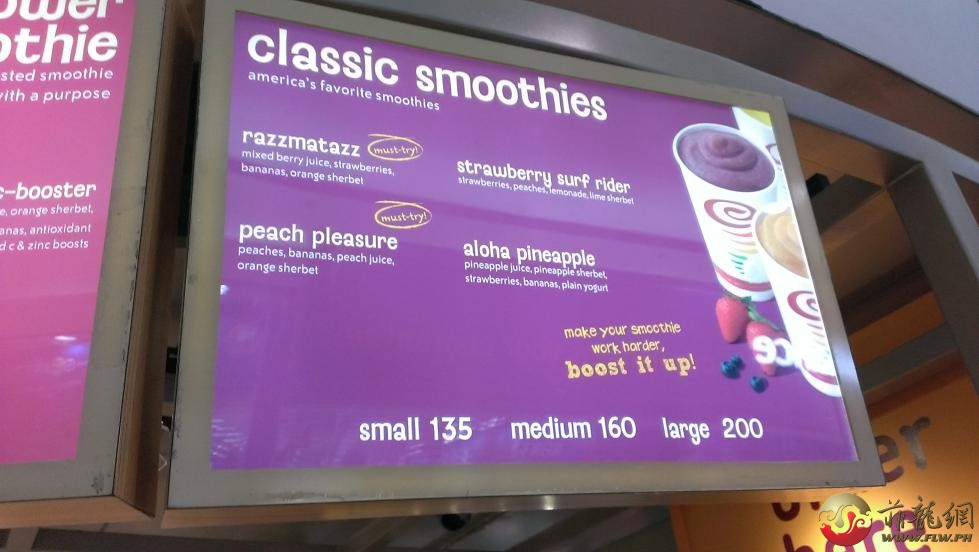 ower
othie
sted smoothie
with a purpose
c-booster
e, orange sherbet,
anas, antioxidant
d c & zinc boosts
classic smoothies
america's favorite smoothies
razzmatazz must-try!
mixed berry juice, strawberries,
bananas, orange sherbet
must-try!
peach pleasure
peaches, bananas, peach juice,
orange sherbet
strawberry surf rider
strawberries, peaches, lemonade, lime sherbet
aloha pineapple
pineapple juice, pineapple sherbet,
strawberries, bananas, plain yogurt
make your smoothie
work harder,
boost it up!
small 135 medium 160 large 200
菲龍網
WWW.FLW.PH